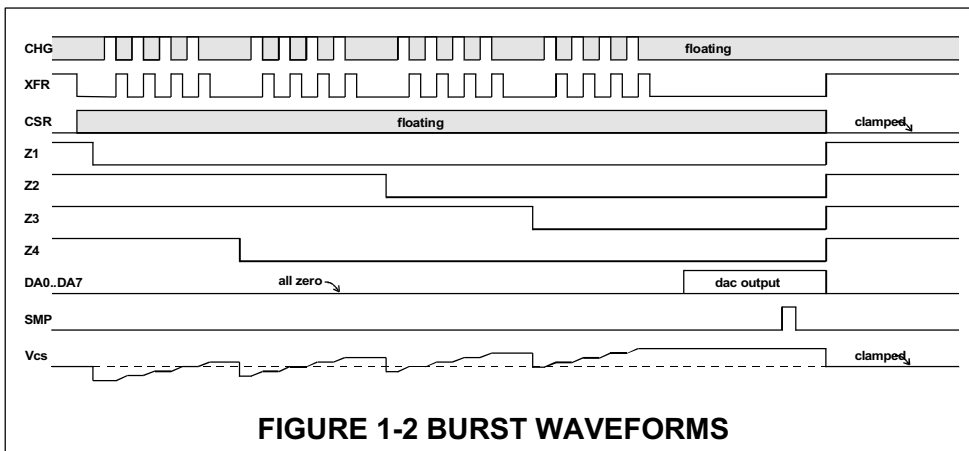 CHG
floating
XFR
CSR
floating
clamped
Z1
Z2
Z3
Z4
DA0..DA7
all zero
dac output
SMP
Vcs
clamped
FIGURE 1-2 BURST WAVEFORMS